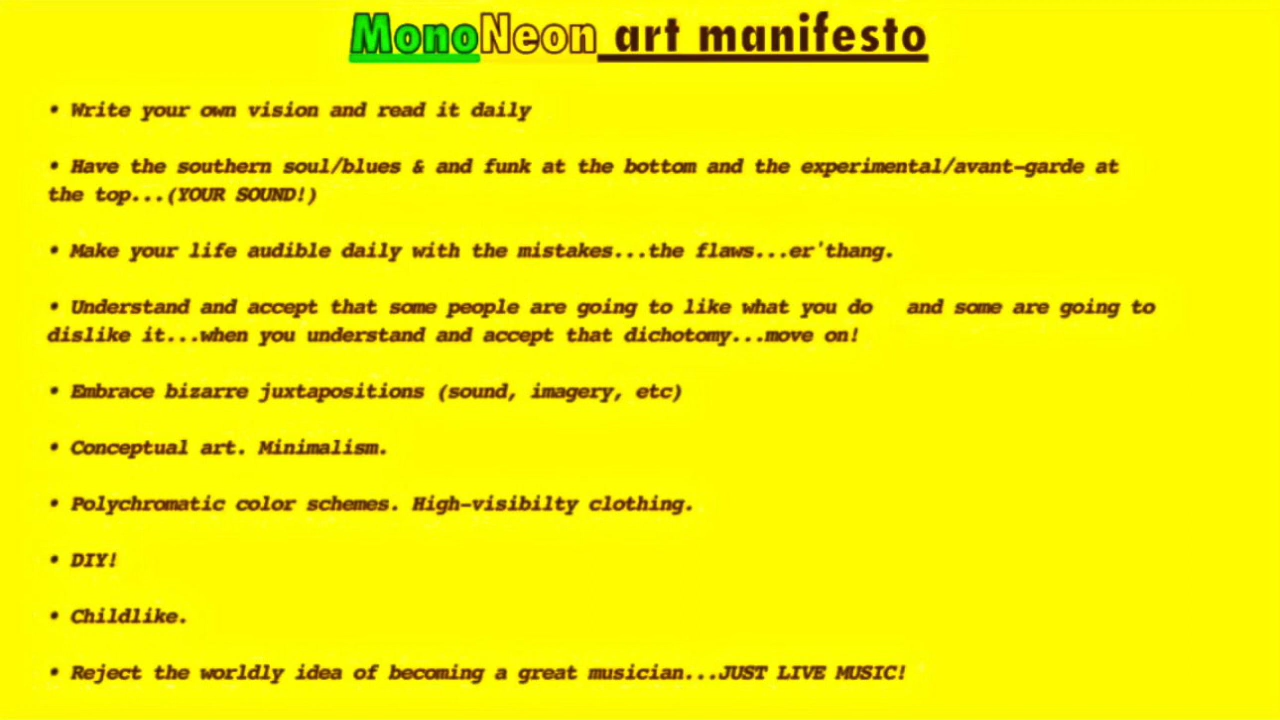 MonoNeon art manifesto
• Write your own vision and read it daily
• Have the southern soul/blues & and funk at the bottom and the experimental/avant-garde at
the top...(YOUR SOUND!)
• Make your life audible daily with the mistakes...the flaws...er'thang.
• Understand and accept that some people are going to like what you do   and some are going to
dislike it...when you understand and accept that dichotomy...move on!
• Embrace bizarre juxtapositions (sound, imagery, etc)
• Conceptual art. Minimalism.
• Polychromatic color schemes. High-visibilty clothing.
• DIY!
• Childlike.
• Reject the worldly idea of becoming a great musician...JUST LIVE MUSIC!